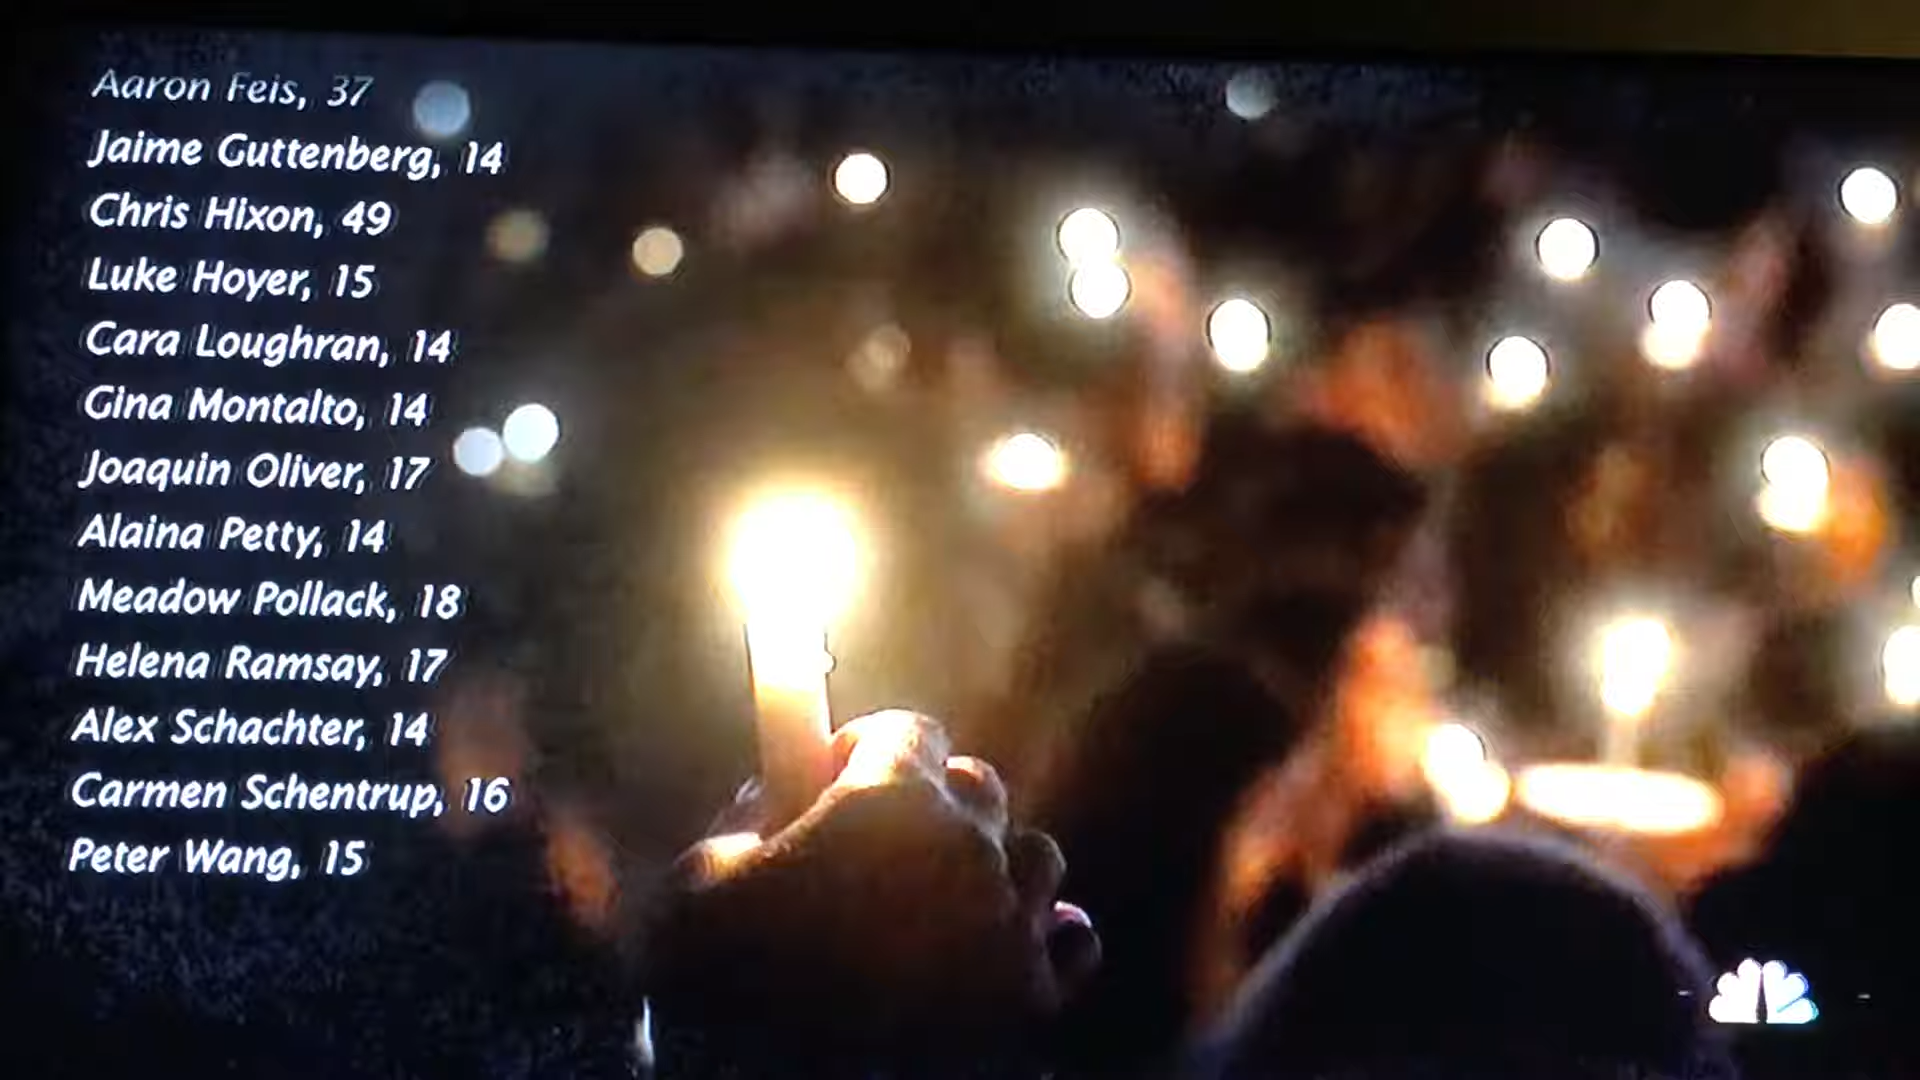 Aaron Feis, 37
Jaime Guttenberg, 14
Chris Hixon, 49
Luke Hoyer, 15
Cara Loughran, 14
Gina Montalto, 14
Joaquin Oliver, 17
Alaina Petty, 14
Meadow Pollack, 18
Helena Ramsay, 17
Alex Schachter, 14
Carmen Schentrup, 16
Peter Wang, 15